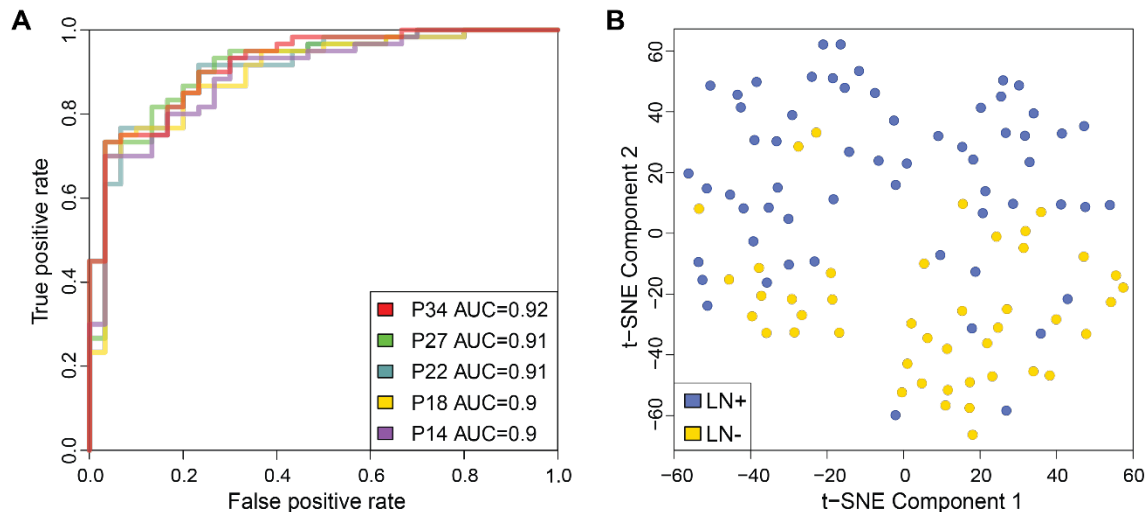 A
True positive rate
1.0
0.8
0.6
0.4
0.2
0.0
P34 AUC=0.92
P27 AUC=0.91
P22 AUC=0.91
P18 AUC=0.9
P14 AUC=0.9
0.0 0.2 0.4 0.6 0.8 1.0
False positive rate
B
t−SNE Component 2
60
40
20
0
−20
−40
−60
LN+
LN-
−60 −40 −20 0 20 40 60
t−SNE Component 1